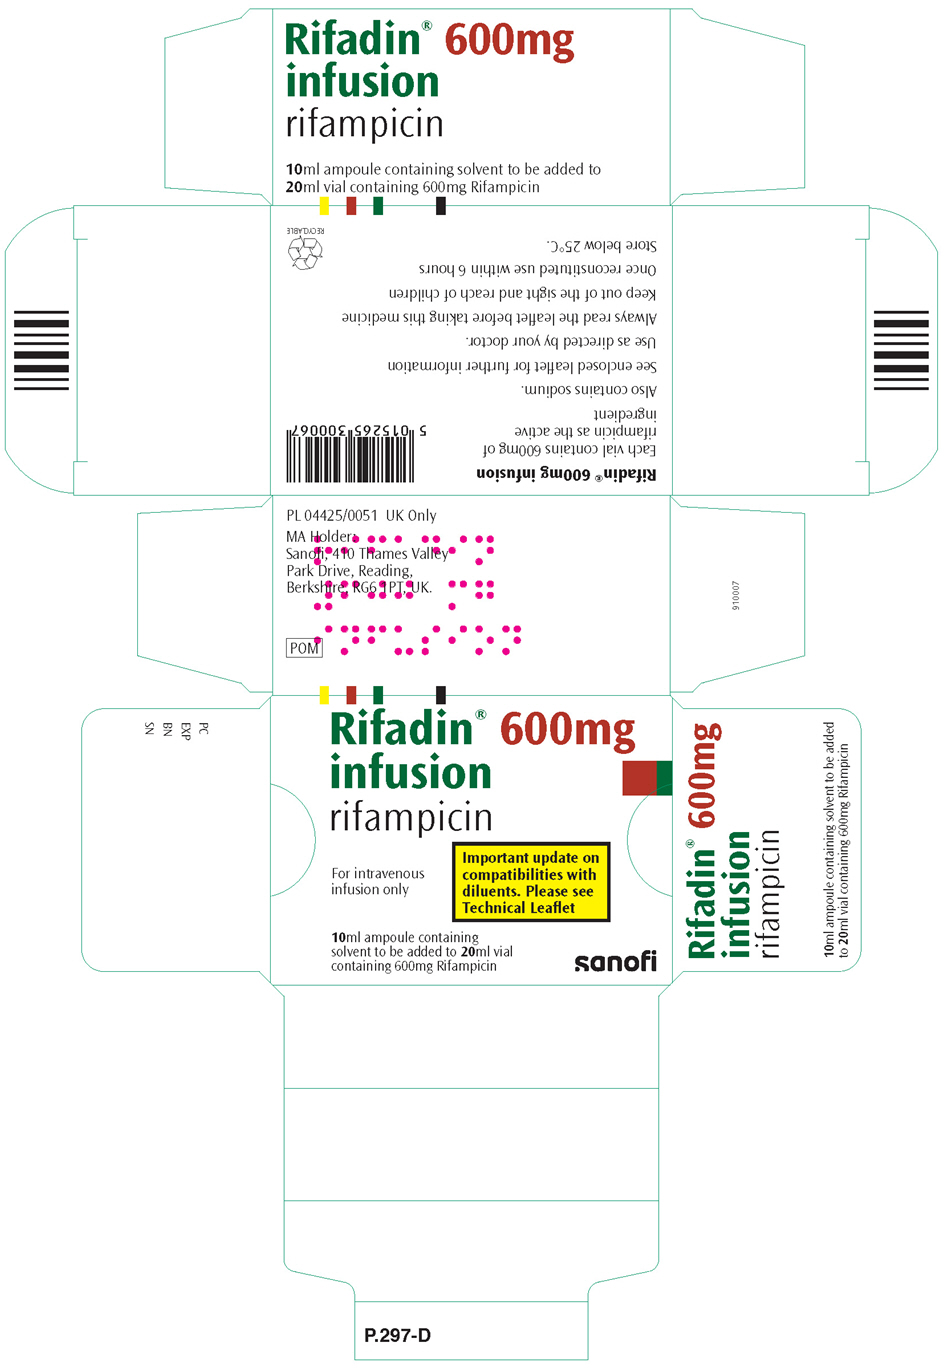 Rifadin® 600mg
infusion
rifampicin
10ml ampoule containing solvent to be added to
20ml vial containing 600mg Rifampicin
RECYCLABLE
Rifadin® 600mg infusion
Each vial contains 600mg of
rifampicin as the active
ingredient
Also contains sodium.
See enclosed leaflet for further information
Use as directed by your doctor.
Always read the leaflet before taking this medicine
Keep out of the sight and reach of children
Once reconstituted use within 6 hours
Store below 25°C.
5 015265 300067
PL 04425/0051 UK Only
MA Holder:
Sanofi, 410 Thames Valley
Park Drive, Reading,
Berkshire, RG6 1PT, UK.
POM
910007
PC
EXP
BN
SN
Rifadin® 600mg
infusion
rifampicin
For intravenous
infusion only
Important update on
compatibilities with
diluents. Please see
Technical Leaflet
10ml ampoule containing
solvent to be added to 20ml vial
containing 600mg Rifampicin
sanofi
Rifadin® 600mg
infusion
rifampicin
10ml ampoule containing solvent to be added
to 20ml vial containing 600mg Rifampicin
P.297-D